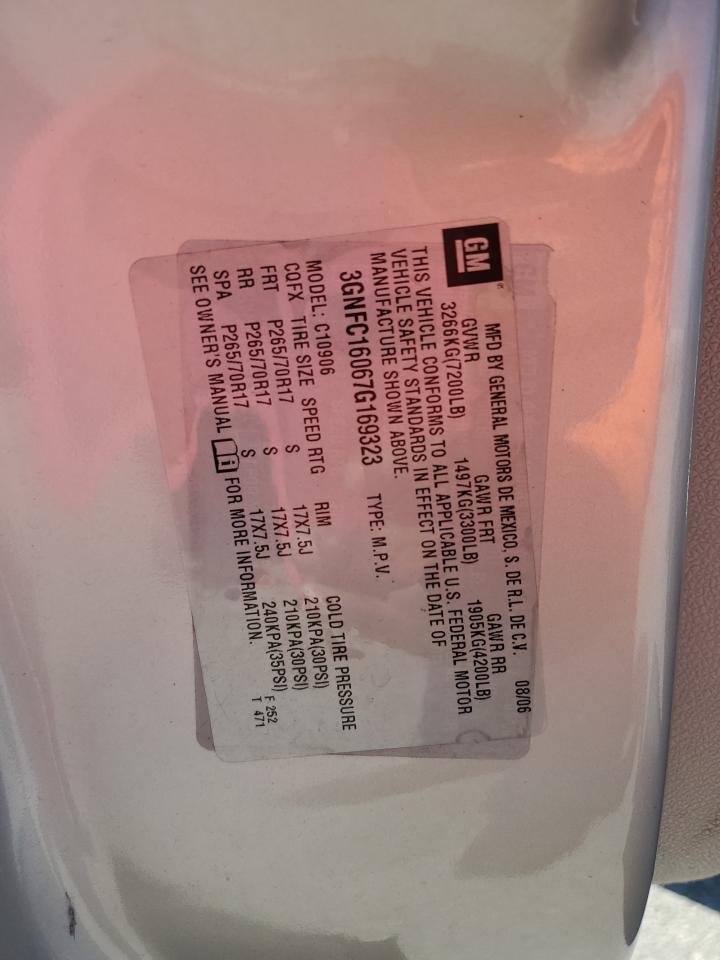 GM
MFD BY GENERAL MOTORS DE MEXICO, S. DE R.L. DE C.V. 08/06
GVWR GAWR FRT GAWR RR
3266KG(7200LB) 1497KG(3300LB) 1905KG(4200LB)
THIS VEHICLE CONFORMS TO ALL APPLICABLE U.S. FEDERAL MOTOR
VEHICLE SAFETY STANDARDS IN EFFECT ON THE DATE OF
MANUFACTURE SHOWN ABOVE.
3GNFC16067G169323 TYPE: M.P.V.
MODEL: C10906
CQFX TIRE SIZE SPEED RTG RIM COLD TIRE PRESSURE
FRT P265/70R17 S 17X7.5J 210KPA(30PSI)
RR P265/70R17 S 17X7.5J 210KPA(30PSI)
SPA P265/70R17 S 17X7.5J 240KPA(35PSI)
SEE OWNER'S MANUAL FOR MORE INFORMATION.
F 252
T 471